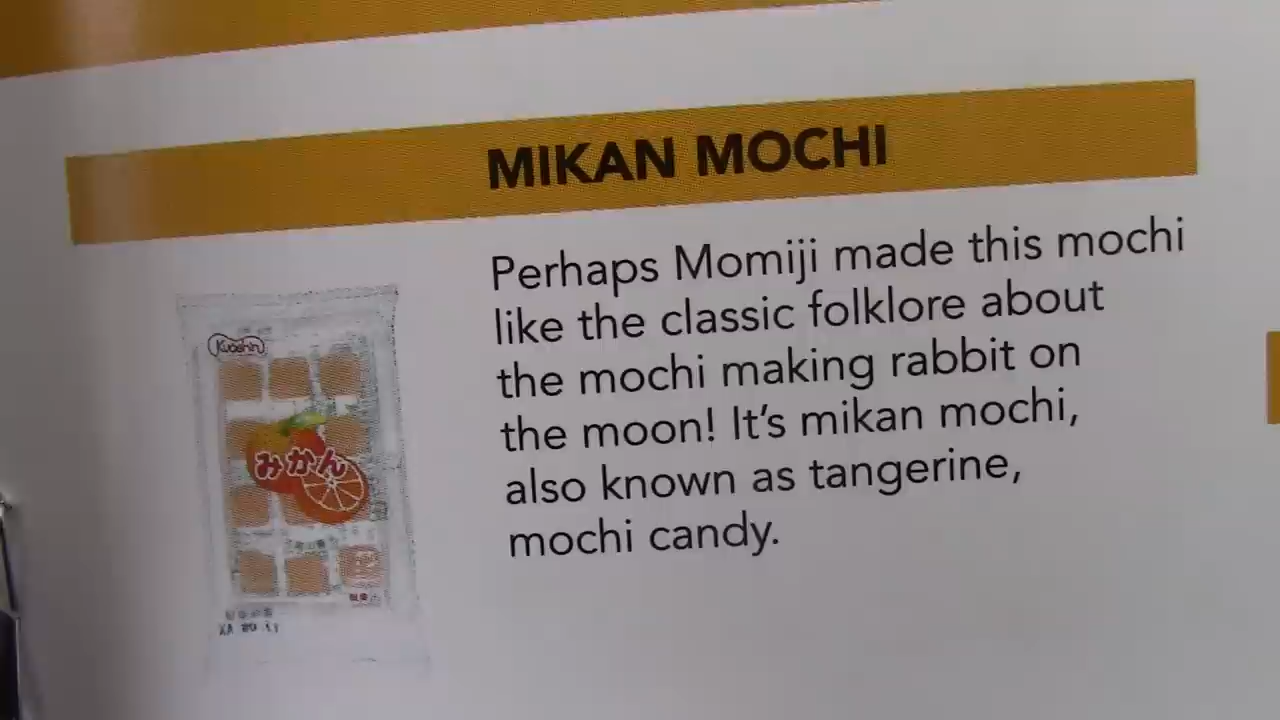 MIKAN MOCHI
Perhaps Momiji made this mochi
like the classic folklore about
the mochi making rabbit on
the moon! It's mikan mochi,
also known as tangerine,
mochi candy.
みかん